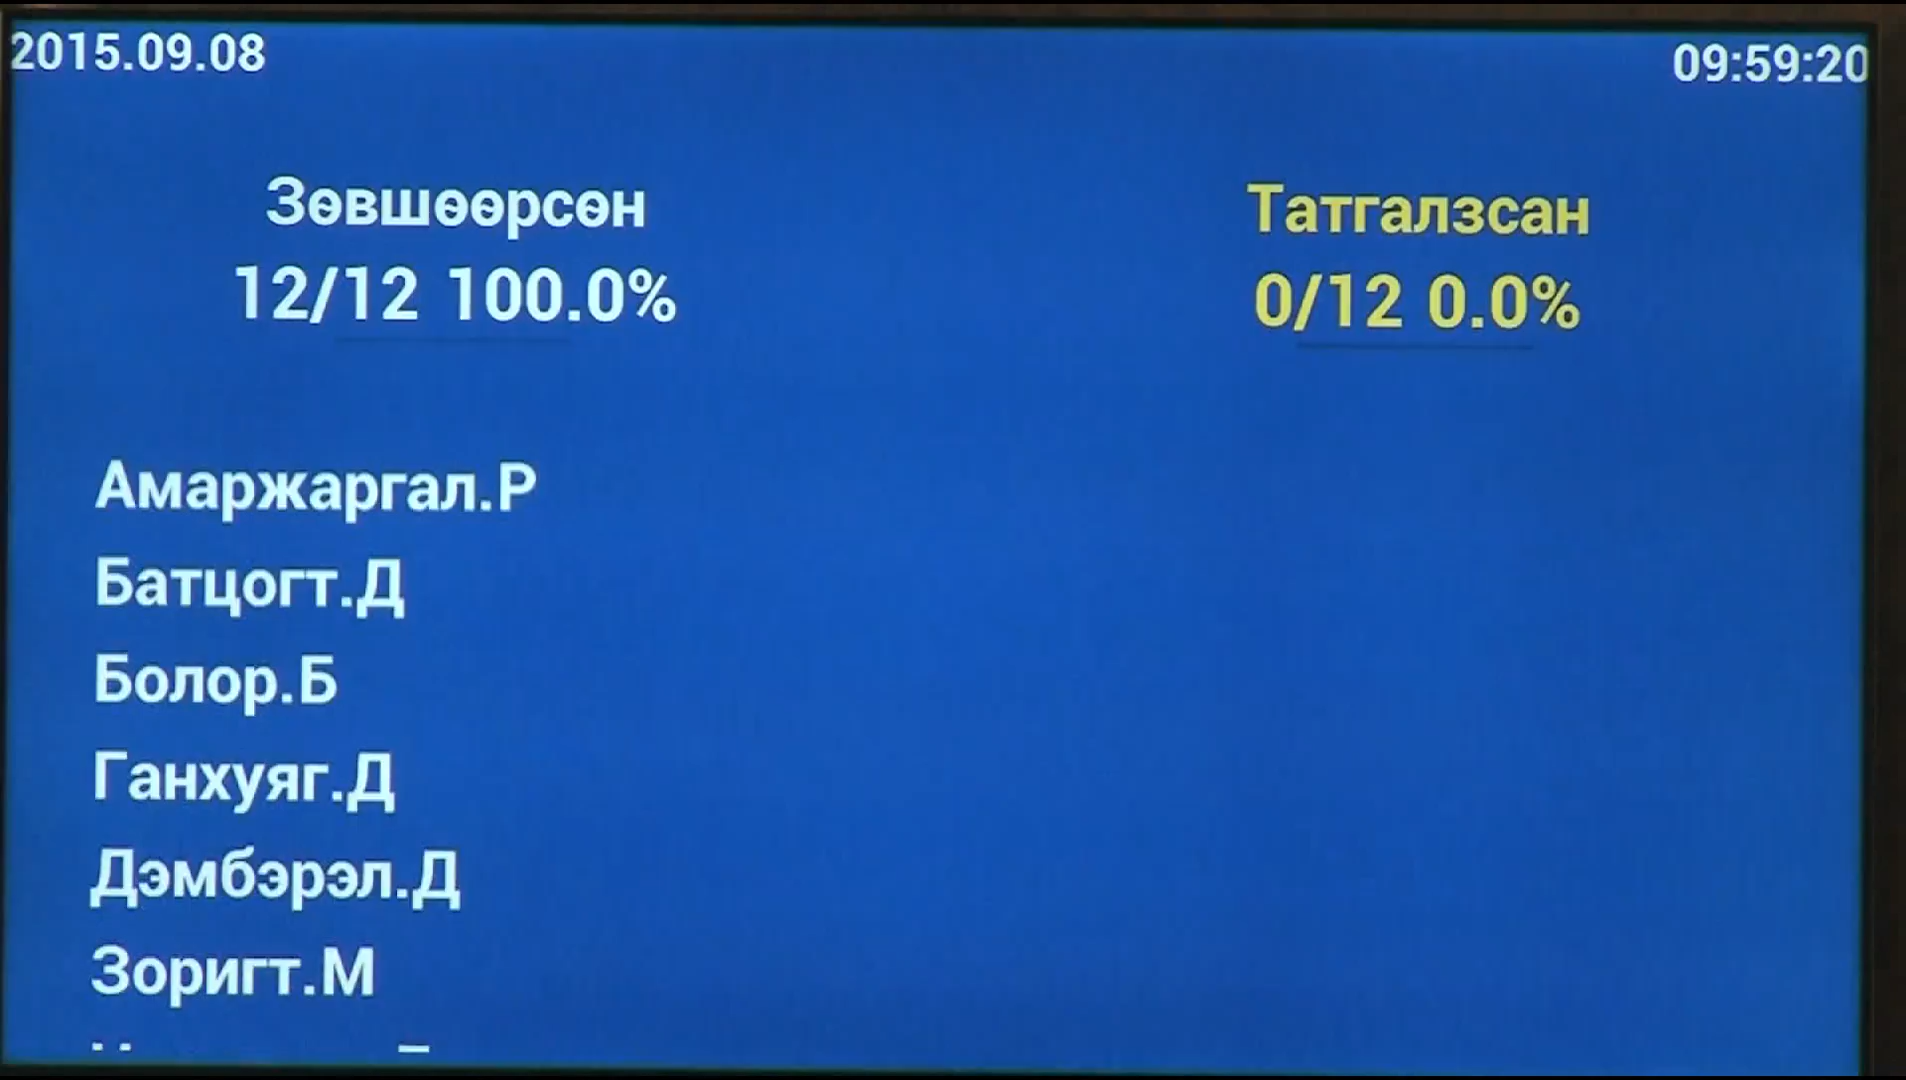 2015.09.08
09:59:20
Зөвшөөрсөн
12/12 100.0%
Татгалзсан
0/12 0.0%
Амаржаргал.Р
Батцогт.Д
Болор.Б
Ганхуяг.Д
Дэмбэрэл.Д
Зоригт.М